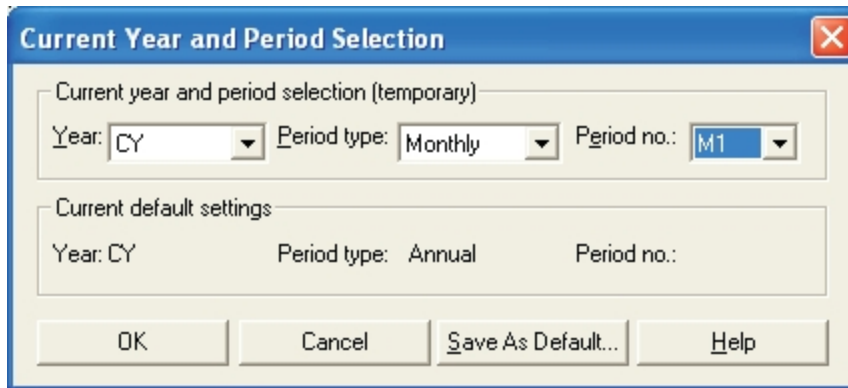 Current Year and Period Selection
Current year and period selection (temporary)
Year: CY Period type: Monthly Period no.: M1
Current default settings
Year: CY Period type: Annual Period no.:
OK Cancel Save As Default... Help